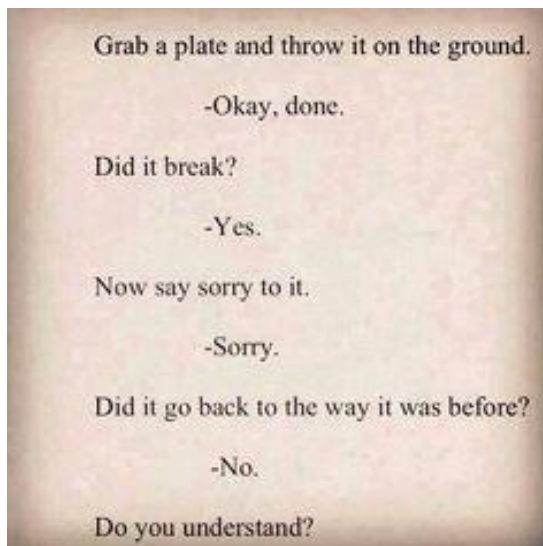 Grab a plate and throw it on the ground.
-Okay, done.
Did it break?
-Yes.
Now say sorry to it.
-Sorry.
Did it go back to the way it was before?
-No.
Do you understand?